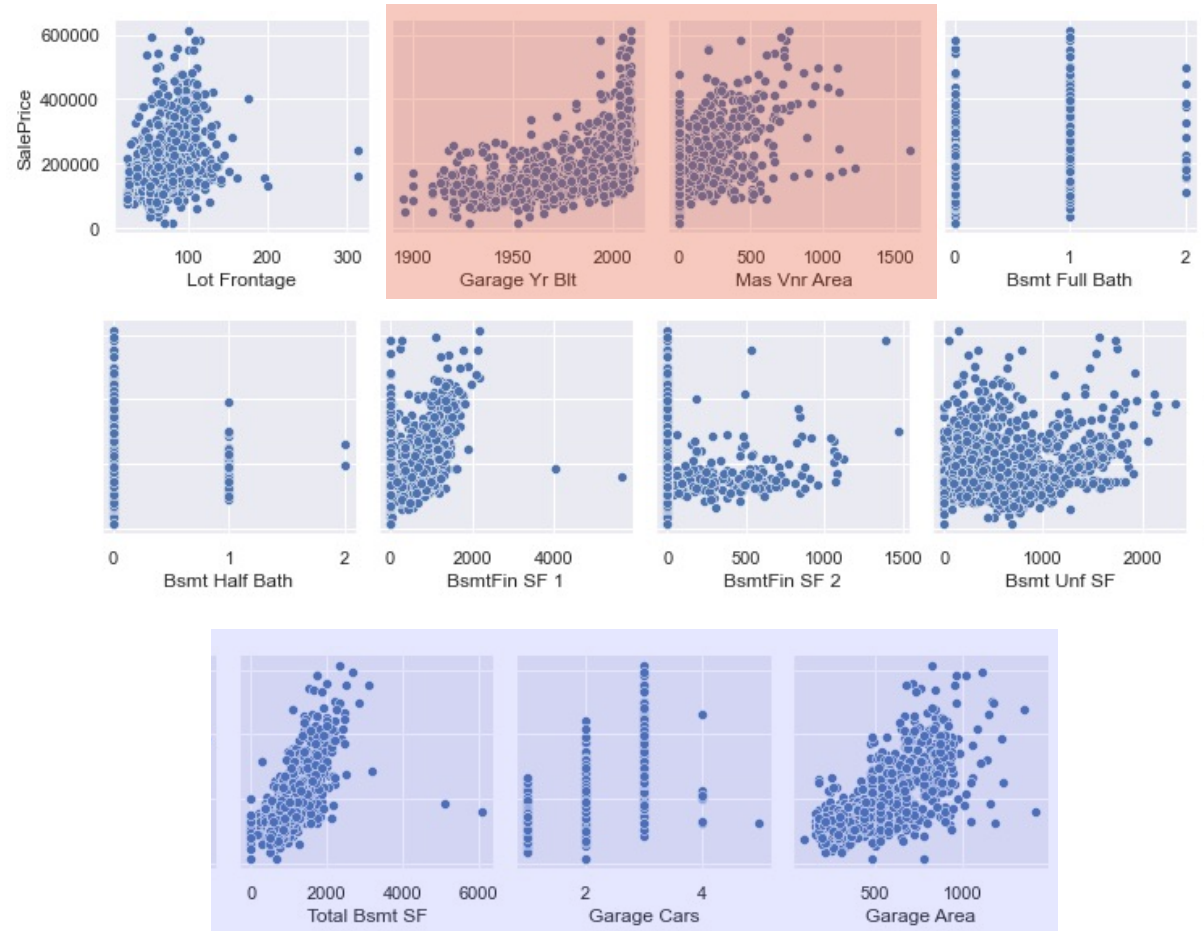 SalePrice
600000
400000
200000
0
100 200 300
Lot Frontage
1900 1950 2000
Garage Yr Blt
0 500 1000 1500
Mas Vnr Area
0 1 2
Bsmt Full Bath
0 1 2
Bsmt Half Bath
0 2000 4000
BsmtFin SF 1
0 500 1000 1500
BsmtFin SF 2
0 1000 2000
Bsmt Unf SF
0 2000 4000 6000
Total Bsmt SF
2 4
Garage Cars
500 1000
Garage Area